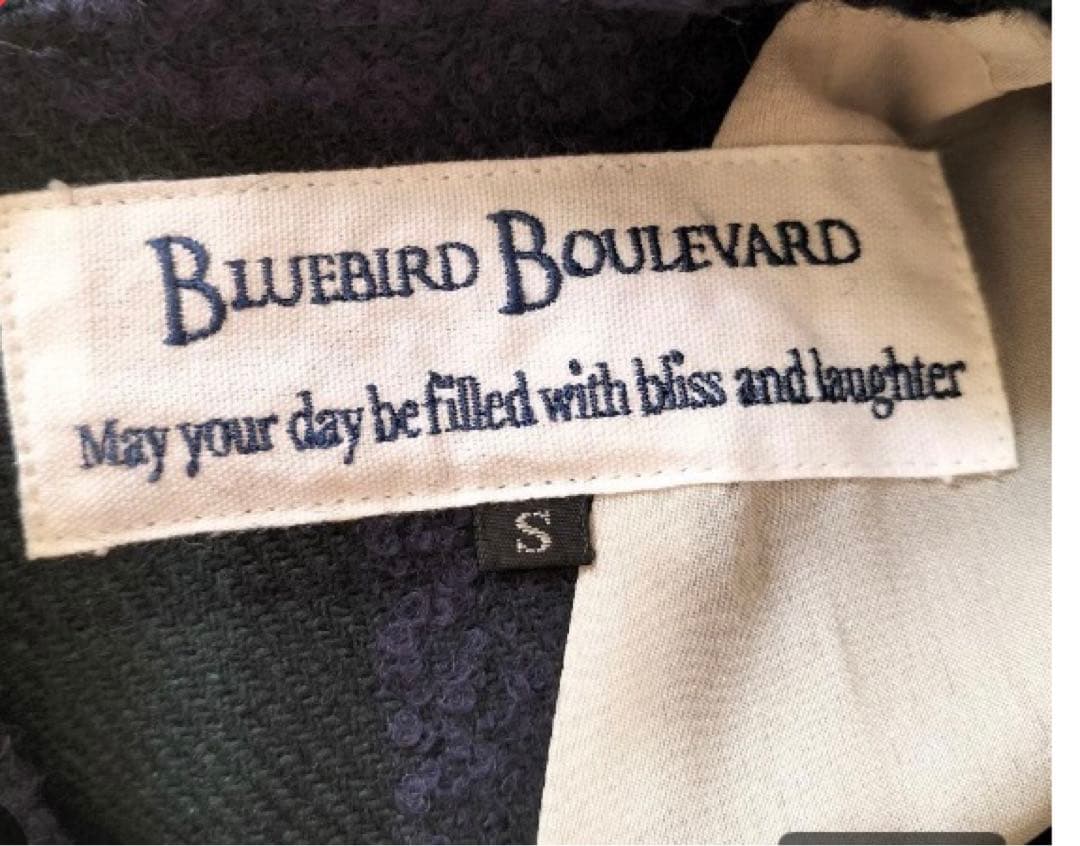 BLUEBIRD BOULEVARD
May your day be filled with bliss and laughter
S